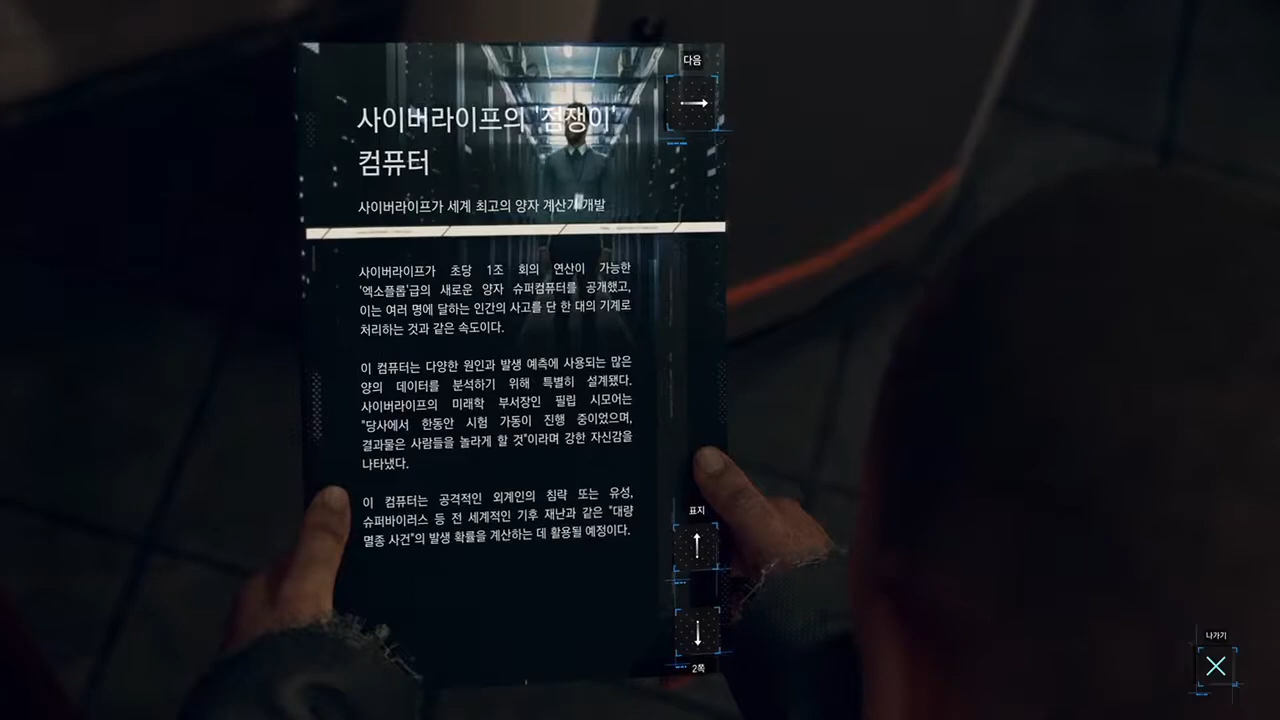 다음
사이버라이프의 '점쟁이'
컴퓨터
사이버라이프가 세계 최고의 양자 계산기 개발
사이버라이프가 초당 1조 회의 연산이 가능한
'엑소플롭'급의 새로운 양자 슈퍼컴퓨터를 공개했고,
이는 여러 명에 달하는 인간의 사고를 단 한 대의 기계로
처리하는 것과 같은 속도이다.
이 컴퓨터는 다양한 원인과 발생 예측에 사용되는 많은
양의 데이터를 분석하기 위해 특별히 설계됐다.
사이버라이프의 미래학 부서장인 필립 시모어는
"당사에서 한동안 시험 가동이 진행 중이었으며,
결과물은 사람들을 놀라게 할 것"이라며 강한 자신감을
나타냈다.
이 컴퓨터는 공격적인 외계인의 침략 또는 유성,
슈퍼바이러스 등 전 세계적인 기후 재난과 같은 "대량
멸종 사건"의 발생 확률을 계산하는 데 활용될 예정이다.
표지
2쪽
나가기